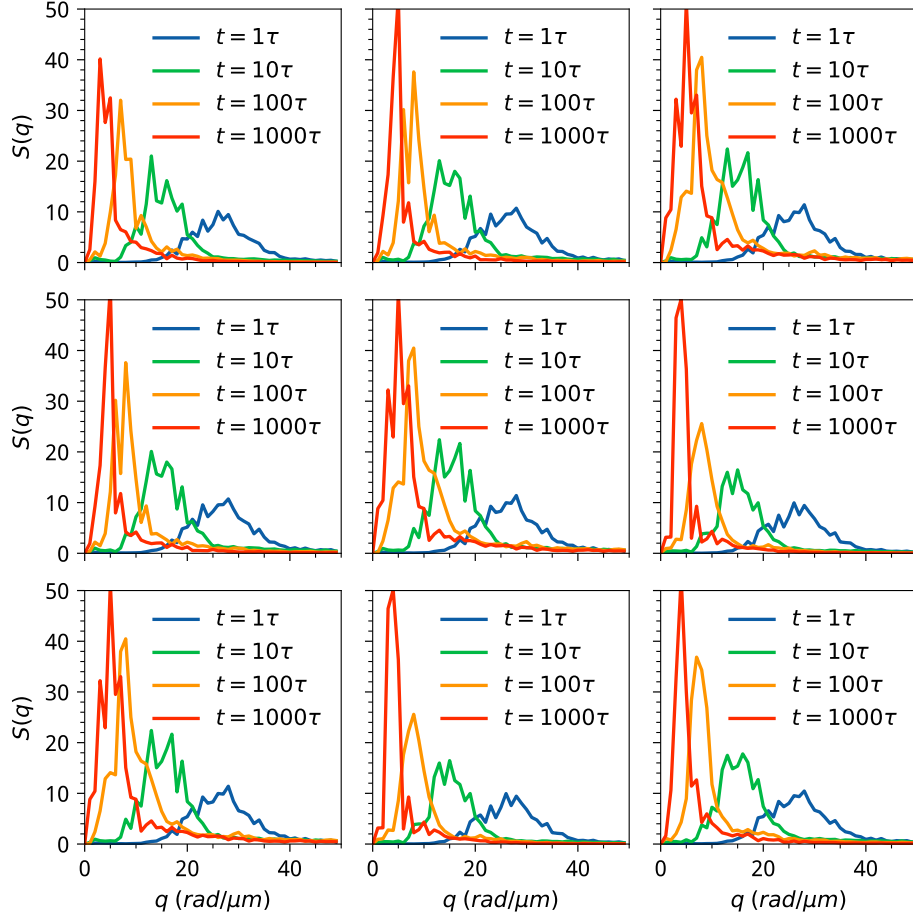 50
40
30
20
10
0
S(q)
t = 1τ
t = 10τ
t = 100τ
t = 1000τ
t = 1τ
t = 10τ
t = 100τ
t = 1000τ
t = 1τ
t = 10τ
t = 100τ
t = 1000τ
50
40
30
20
10
0
S(q)
t = 1τ
t = 10τ
t = 100τ
t = 1000τ
t = 1τ
t = 10τ
t = 100τ
t = 1000τ
t = 1τ
t = 10τ
t = 100τ
t = 1000τ
50
40
30
20
10
0
S(q)
t = 1τ
t = 10τ
t = 100τ
t = 1000τ
0 20 40
q (rad/μm)
t = 1τ
t = 10τ
t = 100τ
t = 1000τ
0 20 40
q (rad/μm)
t = 1τ
t = 10τ
t = 100τ
t = 1000τ
0 20 40
q (rad/μm)